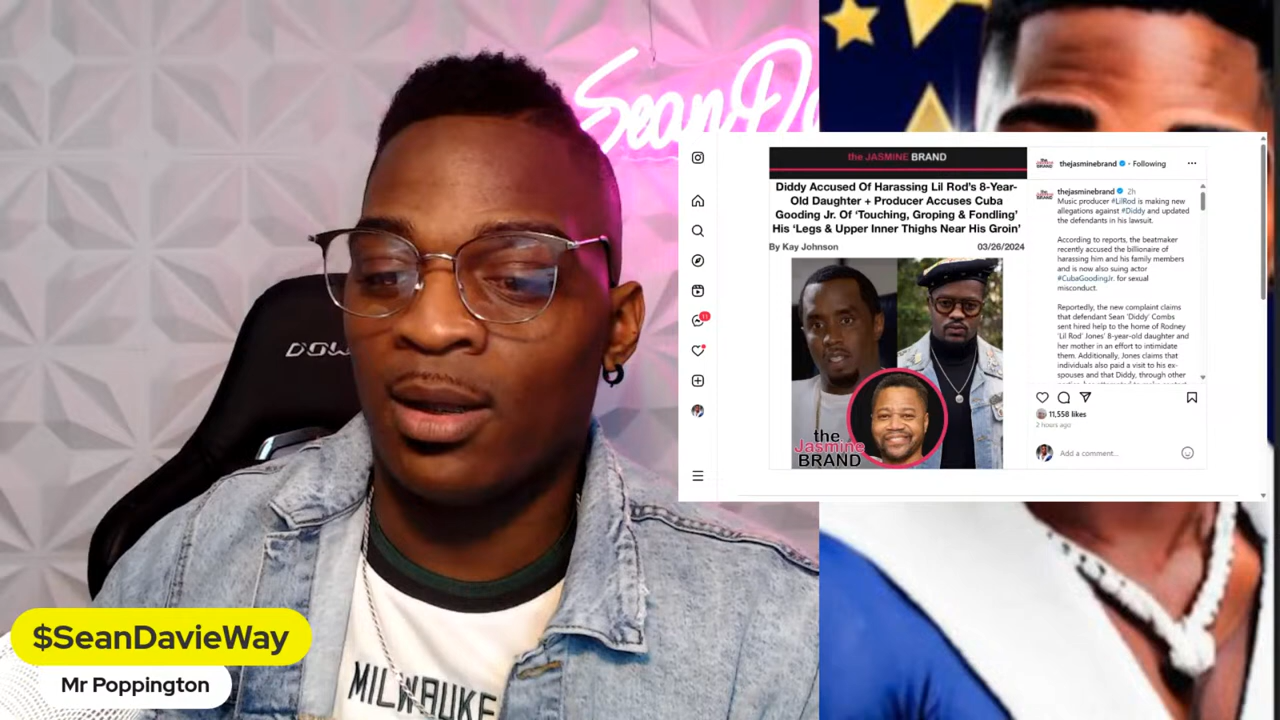 SeanDa
DOW
MILWAUKE
$SeanDavieWay
Mr Poppington
the JASMINE BRAND
Diddy Accused Of Harassing Lil Rod's 8-Year-
Old Daughter + Producer Accuses Cuba
Gooding Jr. Of 'Touching, Groping & Fondling'
His 'Legs & Upper Inner Thighs Near His Groin'
By Kay Johnson 03/26/2024
the
Jasmine
BRAND
11
thejasminebrand • Following
thejasminebrand 2h
Music producer #LilRod is making new
allegations against #Diddy and updated
the defendants in his lawsuit.
According to reports, the beatmaker
recently accused the billionaire of
harassing him and his family members
and is now also suing actor
#CubaGoodingJr. for sexual
misconduct.
Reportedly, the new complaint claims
that defendant Sean 'Diddy' Combs
sent hired help to the home of Rodney
'Lil Rod' Jones' 8-year-old daughter and
her mother in an effort to intimidate
them. Additionally, Jones claims that
individuals also paid a visit to his ex-
spouses and that Diddy, through other
11,558 likes
2 hours ago
Add a comment...